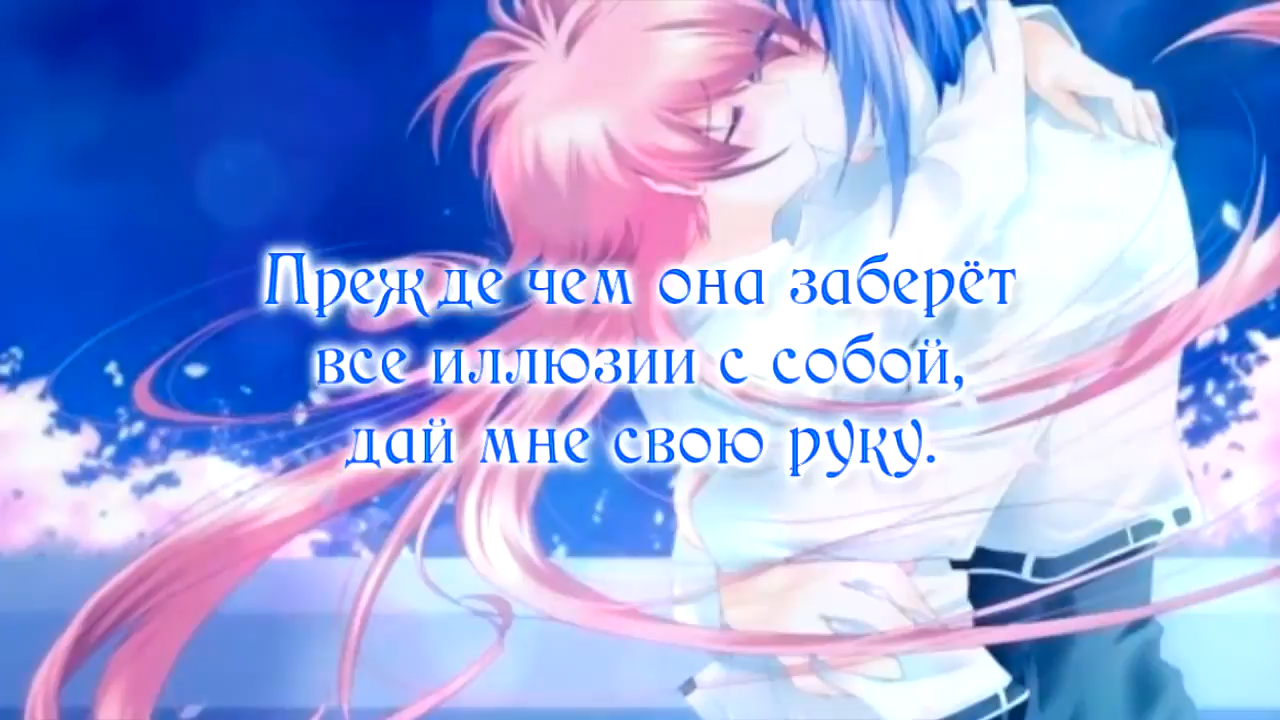 Прежде чем она заберёт
все иллюзии с собой,
дай мне свою руку.